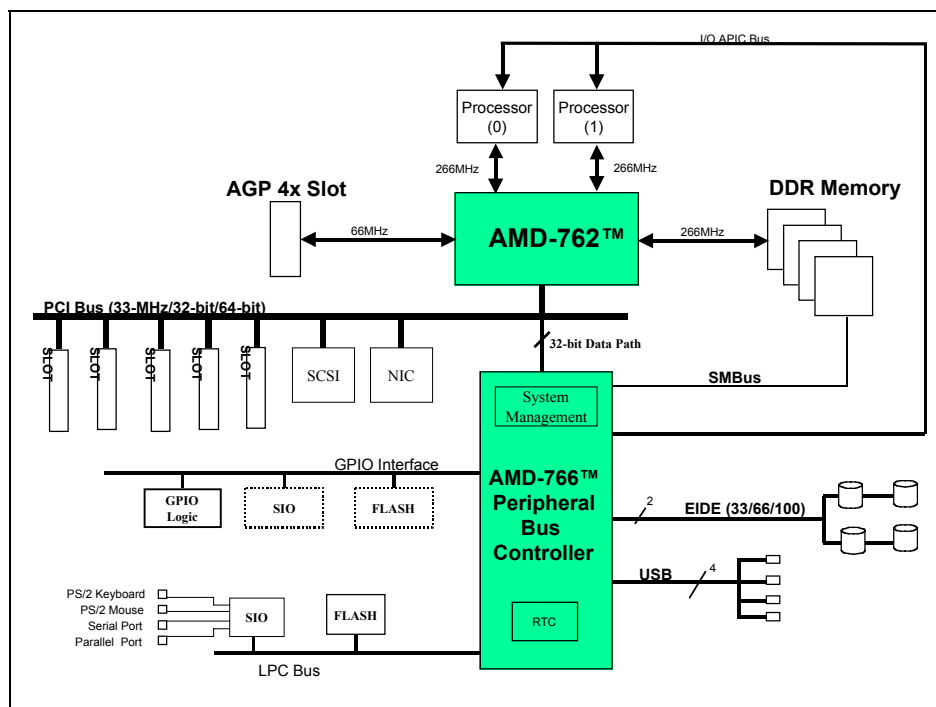 I/O APIC Bus
Processor
(0)
Processor
(1)
266MHz
266MHz
AGP 4x Slot
DDR Memory
66MHz
AMD-762™
266MHz
PCI Bus (33-MHz/32-bit/64-bit)
32-bit Data Path
SLOT
SLOT
SLOT
SLOT
SLOT
SCSI
NIC
SMBus
System
Management
GPIO Interface
AMD-766™
Peripheral
Bus
Controller
GPIO
Logic
SIO
FLASH
2
EIDE (33/66/100)
USB
4
PS/2 Keyboard
PS/2 Mouse
Serial Port
Parallel Port
SIO
FLASH
RTC
LPC Bus